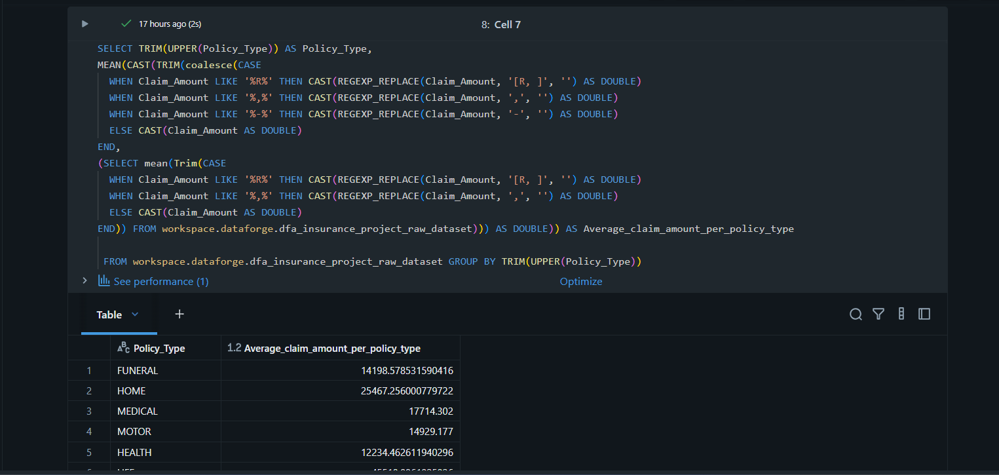 17 hours ago (2s)
8: Cell 7
SELECT TRIM(UPPER(Policy_Type)) AS Policy_Type,
MEAN(CAST(TRIM(coalesce(CASE
WHEN Claim_Amount LIKE '%R%' THEN CAST(REGEXP_REPLACE(Claim_Amount, '[R, ]', '') AS DOUBLE)
WHEN Claim_Amount LIKE '%,%' THEN CAST(REGEXP_REPLACE(Claim_Amount, ',', '') AS DOUBLE)
WHEN Claim_Amount LIKE '%-%' THEN CAST(REGEXP_REPLACE(Claim_Amount, '-', '') AS DOUBLE)
ELSE CAST(Claim_Amount AS DOUBLE)
END,
(SELECT mean(Trim(CASE
WHEN Claim_Amount LIKE '%R%' THEN CAST(REGEXP_REPLACE(Claim_Amount, '[R, ]', '') AS DOUBLE)
WHEN Claim_Amount LIKE '%,%' THEN CAST(REGEXP_REPLACE(Claim_Amount, ',', '') AS DOUBLE)
ELSE CAST(Claim_Amount AS DOUBLE)
END)) FROM workspace.dataforge.dfa_insurance_project_raw_dataset))) AS DOUBLE)) AS Average_claim_amount_per_policy_type
FROM workspace.dataforge.dfa_insurance_project_raw_dataset GROUP BY TRIM(UPPER(Policy_Type))
See performance (1)
Optimize
Table
ABC Policy_Type 1.2 Average_claim_amount_per_policy_type
1 FUNERAL 14198.578531590416
2 HOME 25467.256000779722
3 MEDICAL 17714.302
4 MOTOR 14929.177
5 HEALTH 12234.462611940296